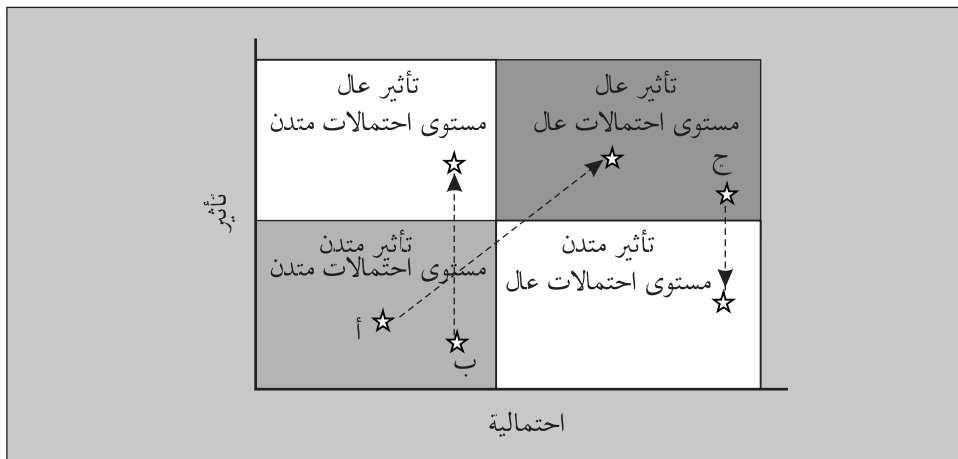 تأثير عال
مستوى احتمالات عال
ج
تأثير عال
مستوى احتمالات متدن
تأثير
تأثير متدن
مستوى احتمالات عال
تأثير متدن
مستوى احتمالات متدن
أ
ب
احتمالية